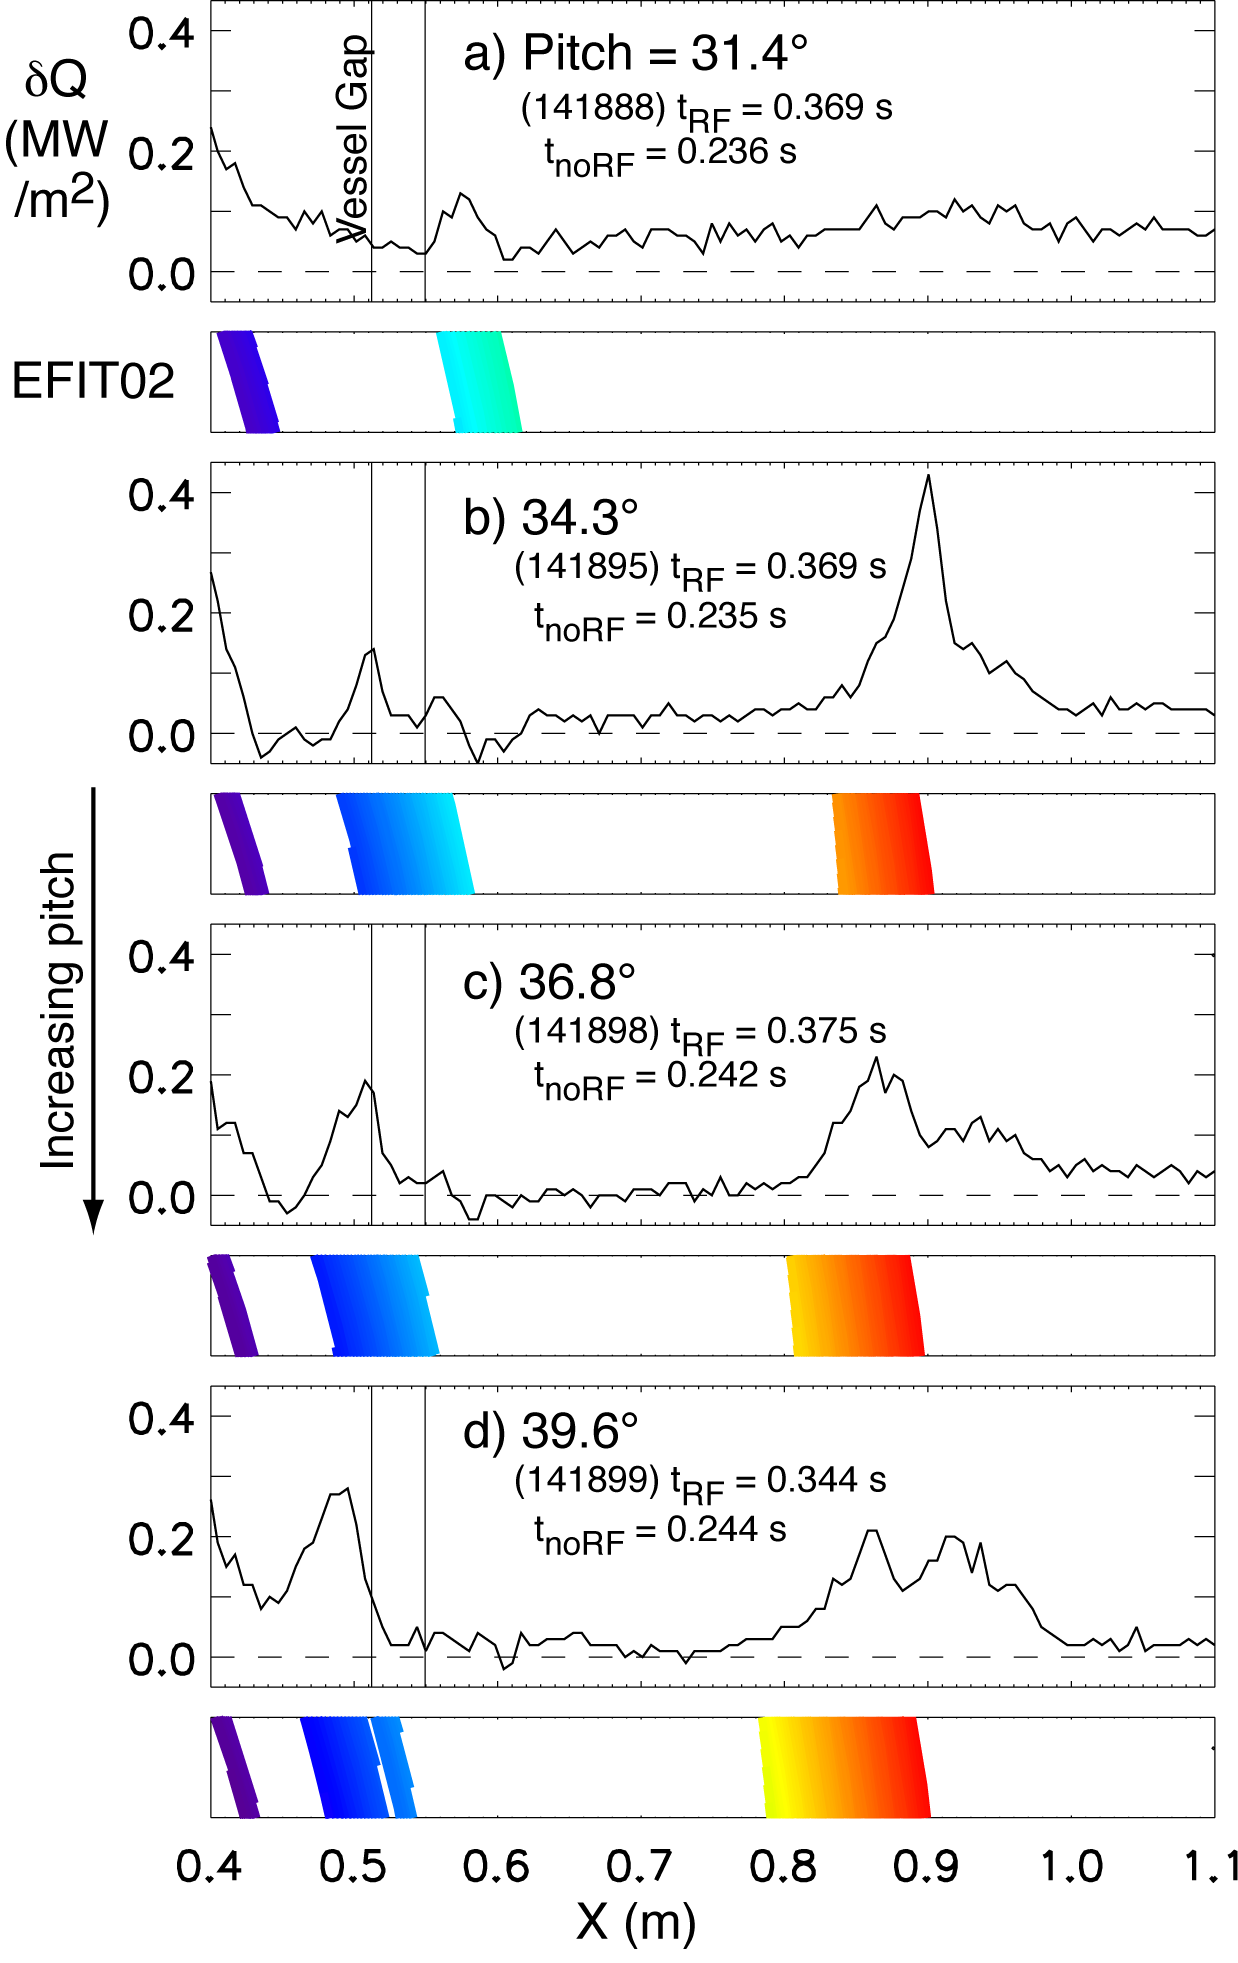 δQ
(MW
/m2)
0.4
0.2
0.0
Vessel Gap
a) Pitch = 31.4°
(141888) tRF = 0.369 s
tnoRF = 0.236 s
EFIT02
0.4
0.2
0.0
b) 34.3°
(141895) tRF = 0.369 s
tnoRF = 0.235 s
Increasing pitch
0.4
0.2
0.0
c) 36.8°
(141898) tRF = 0.375 s
tnoRF = 0.242 s
0.4
0.2
0.0
d) 39.6°
(141899) tRF = 0.344 s
tnoRF = 0.244 s
0.4 0.5 0.6 0.7 0.8 0.9 1.0 1.1
X (m)